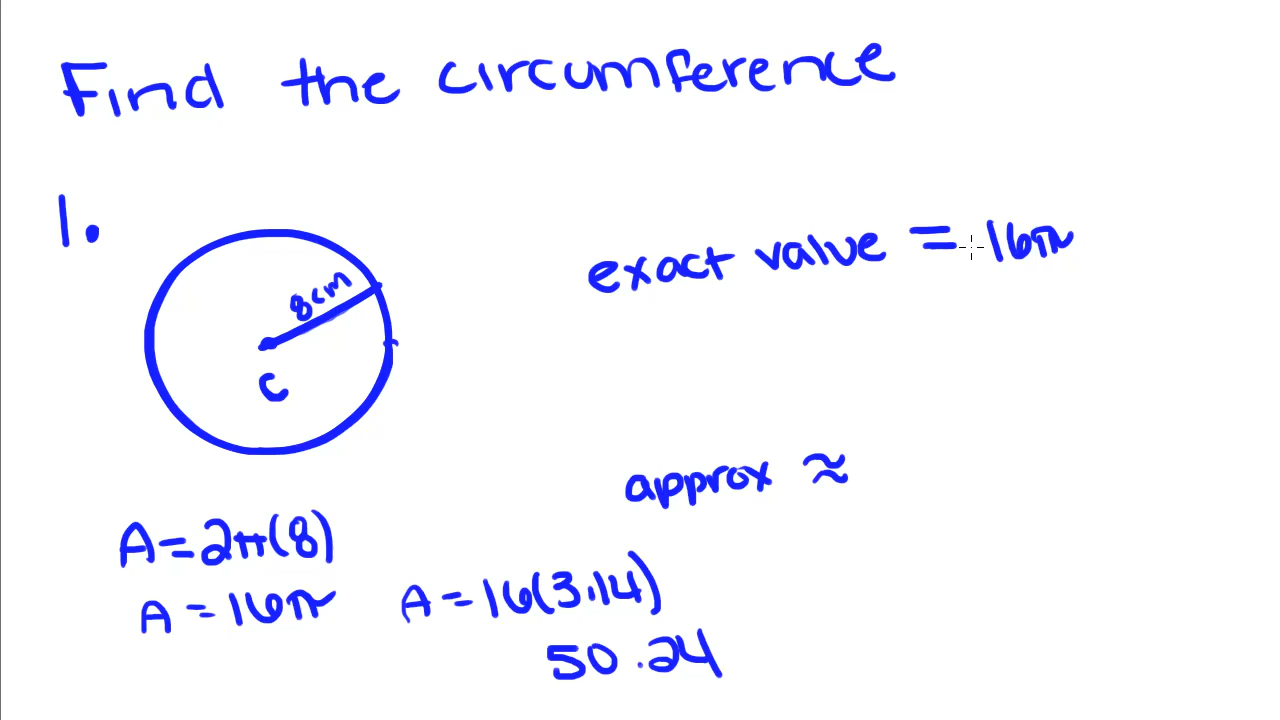 Find the circumference
1.
exact value = 16π
8cm
C
approx ≈
A = 2π(8)
A = 16π
A = 16(3.14)
50.24